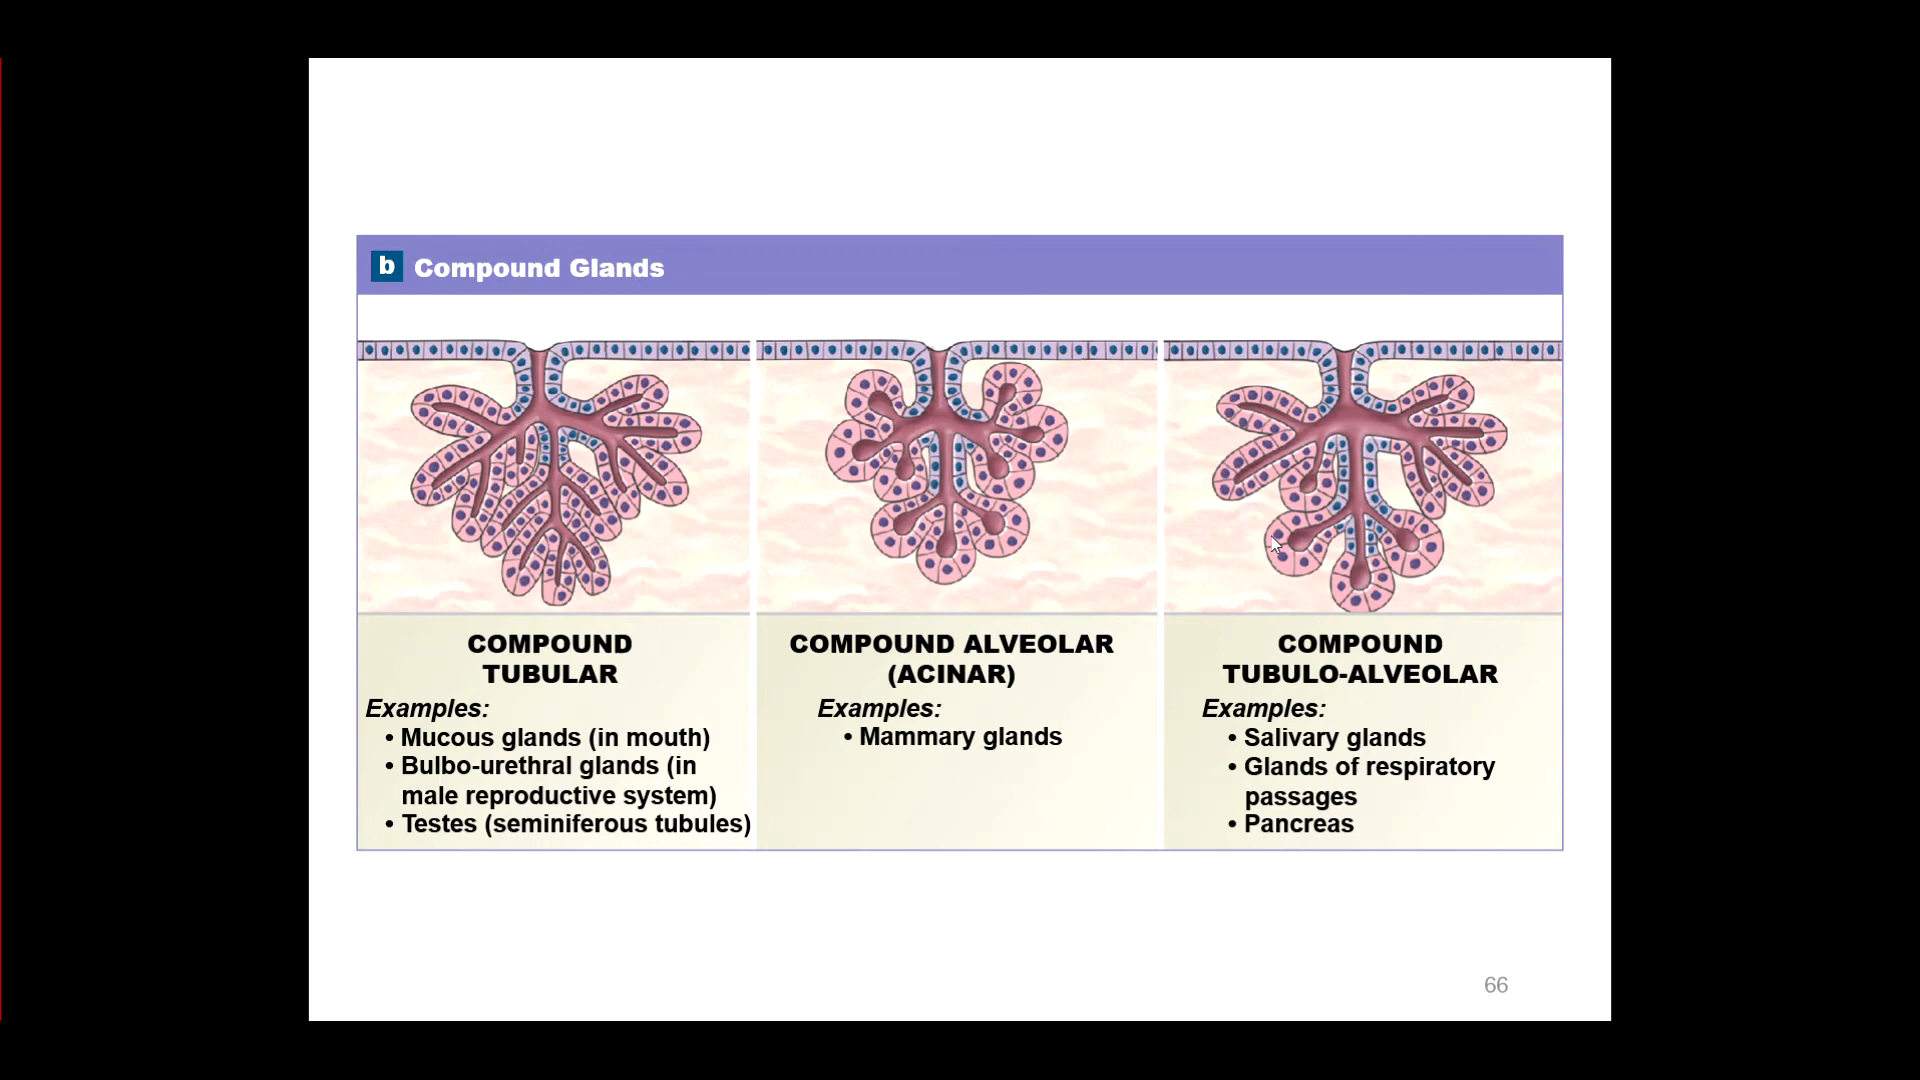 b Compound Glands
COMPOUND
TUBULAR
Examples:
• Mucous glands (in mouth)
• Bulbo-urethral glands (in
male reproductive system)
• Testes (seminiferous tubules)
COMPOUND ALVEOLAR
(ACINAR)
Examples:
• Mammary glands
COMPOUND
TUBULO-ALVEOLAR
Examples:
• Salivary glands
• Glands of respiratory
passages
• Pancreas
66